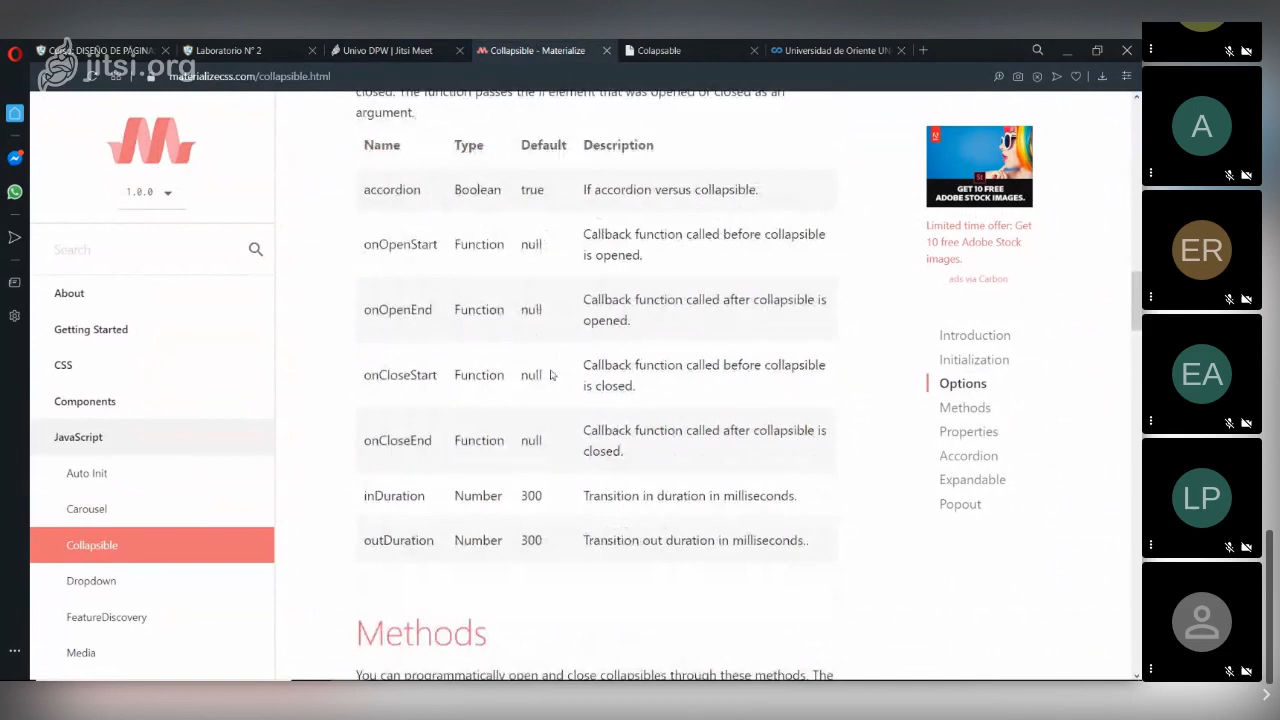 DISEÑO DE PÁGINA
Laboratorio N° 2
Univo DPW | Jitsi Meet
Collapsible - Materialize
Colapsable
Universidad de Oriente UN
jitsi.org
materializecss.com/collapsible.html
1.0.0
Search
About
Getting Started
CSS
Components
JavaScript
Auto Init
Carousel
Collapsible
Dropdown
FeatureDiscovery
Media
closed. The function passes the li element that was opened or closed as an
argument.
Name Type Default Description
accordion Boolean true If accordion versus collapsible.
onOpenStart Function null Callback function called before collapsible
is opened.
onOpenEnd Function null Callback function called after collapsible is
opened.
onCloseStart Function null Callback function called before collapsible
is closed.
onCloseEnd Function null Callback function called after collapsible is
closed.
inDuration Number 300 Transition in duration in milliseconds.
outDuration Number 300 Transition out duration in milliseconds..
Methods
You can programmatically open and close collapsibles through these methods. The
St
GET 10 FREE
ADOBE STOCK IMAGES.
Limited time offer: Get
10 free Adobe Stock
images.
ads via Carbon
Introduction
Initialization
Options
Methods
Properties
Accordion
Expandable
Popout
A
ER
EA
LP